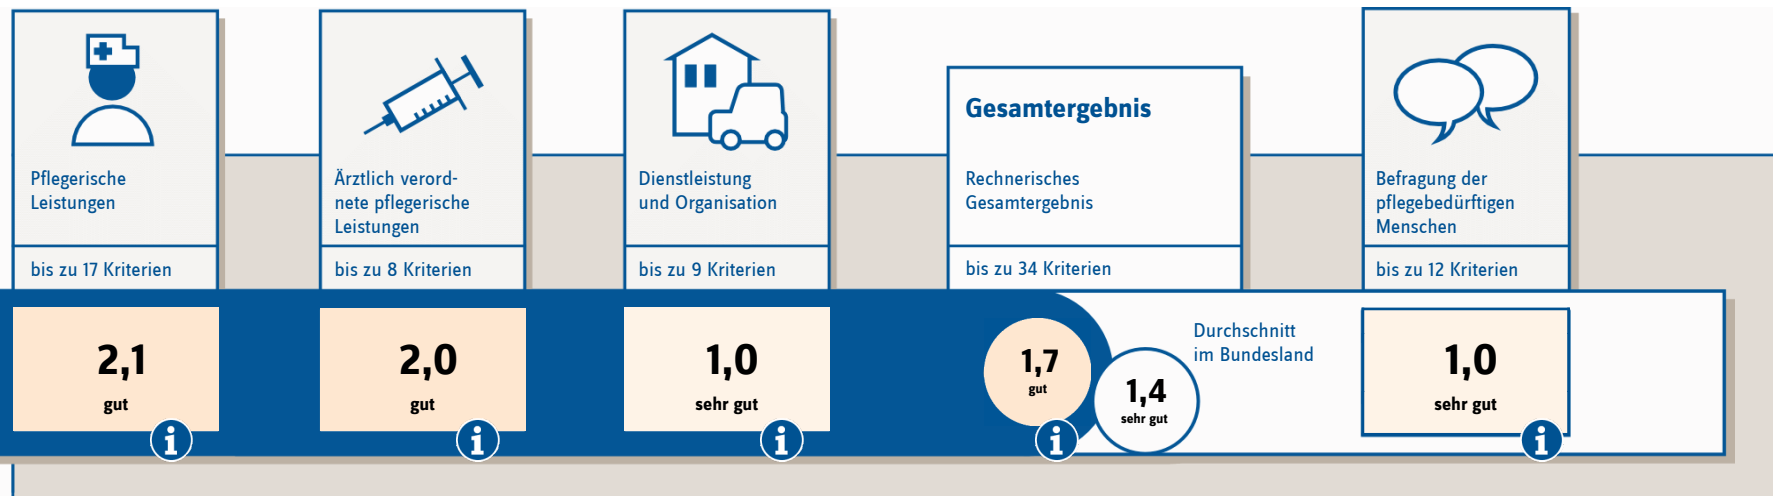 Pflegerische
Leistungen
bis zu 17 Kriterien
2,1
gut
i
Ärztlich verord-
nete pflegerische
Leistungen
bis zu 8 Kriterien
2,0
gut
i
Dienstleistung
und Organisation
bis zu 9 Kriterien
1,0
sehr gut
i
Gesamtergebnis
Rechnerisches
Gesamtergebnis
bis zu 34 Kriterien
1,7
gut
i
1,4
sehr gut
Durchschnitt
im Bundesland
Befragung der
pflegebedürftigen
Menschen
bis zu 12 Kriterien
1,0
sehr gut
i